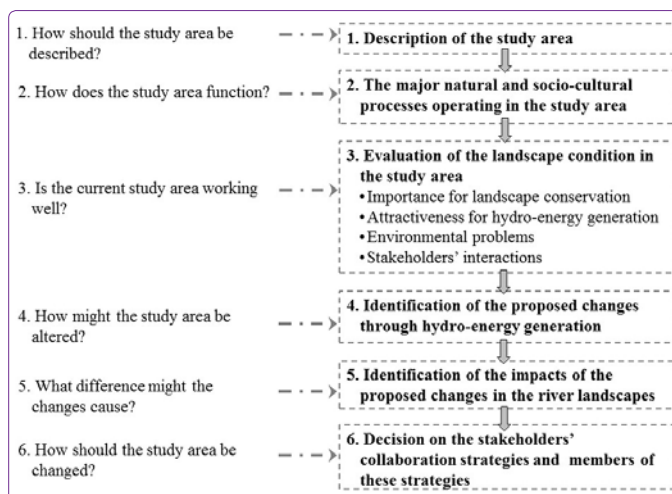 1. How should the study area be
described?
1. Description of the study area
2. How does the study area function?
2. The major natural and socio-cultural
processes operating in the study area
3. Is the current study area working
well?
3. Evaluation of the landscape condition in
the study area
•Importance for landscape conservation
•Attractiveness for hydro-energy generation
•Environmental problems
•Stakeholders' interactions
4. How might the study area be
altered?
4. Identification of the proposed changes
through hydro-energy generation
5. What difference might the
changes cause?
5. Identification of the impacts of the
proposed changes in the river landscapes
6. How should the study area be
changed?
6. Decision on the stakeholders'
collaboration strategies and members of
these strategies